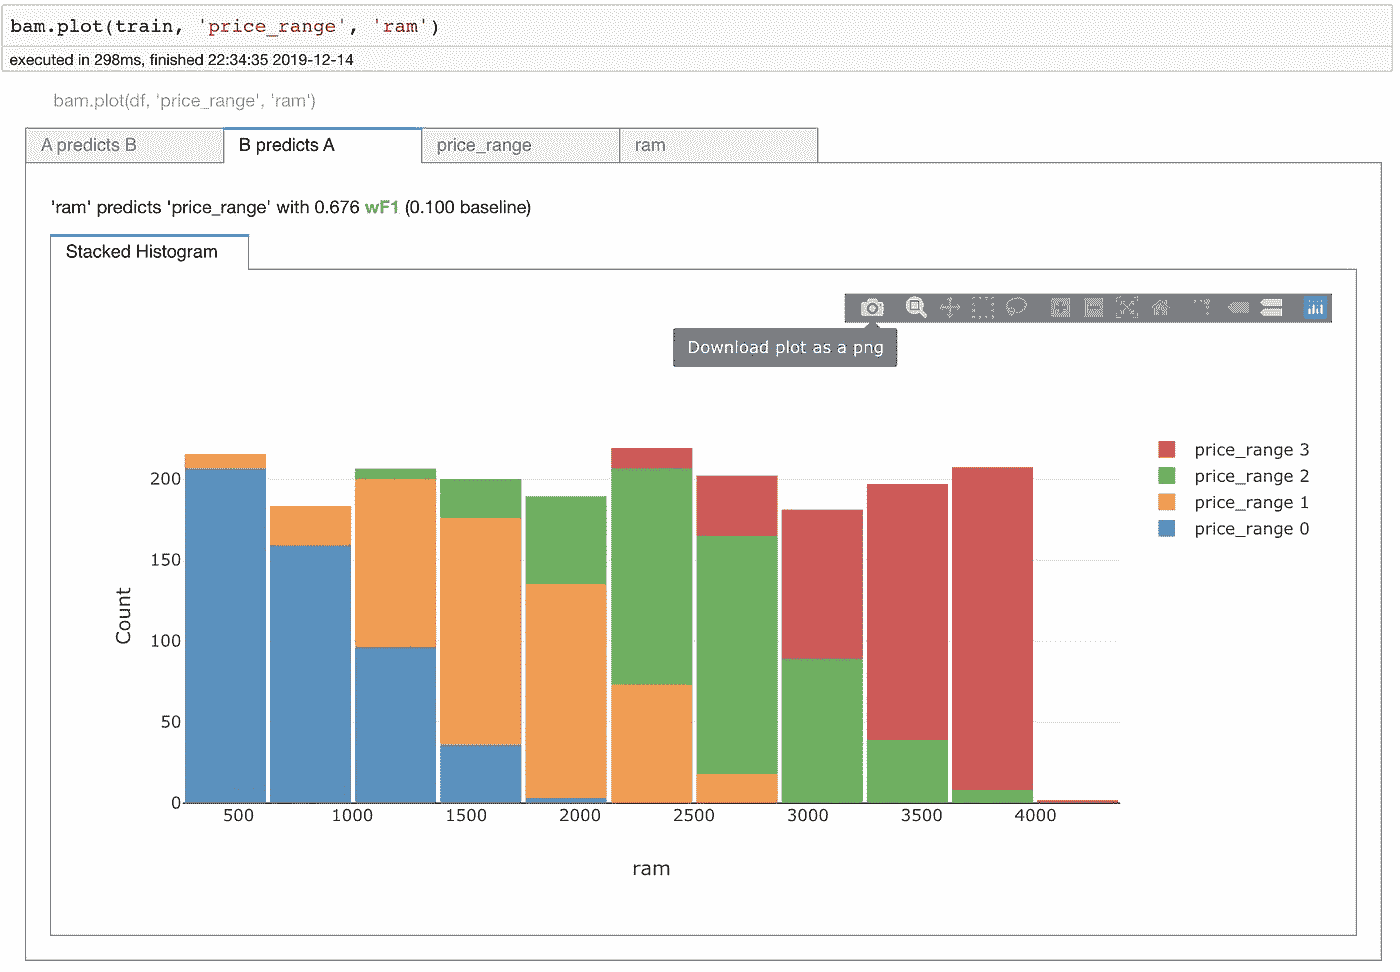 bam.plot(train, 'price_range', 'ram')
executed in 298ms, finished 22:34:35 2019-12-14
bam.plot(df, 'price_range', 'ram')
A predicts B
B predicts A
price_range
ram
'ram' predicts 'price_range' with 0.676 wF1 (0.100 baseline)
Stacked Histogram
Download plot as a png
price_range 3
price_range 2
price_range 1
price_range 0
200
150
100
50
0
Count
500 1000 1500 2000 2500 3000 3500 4000
ram